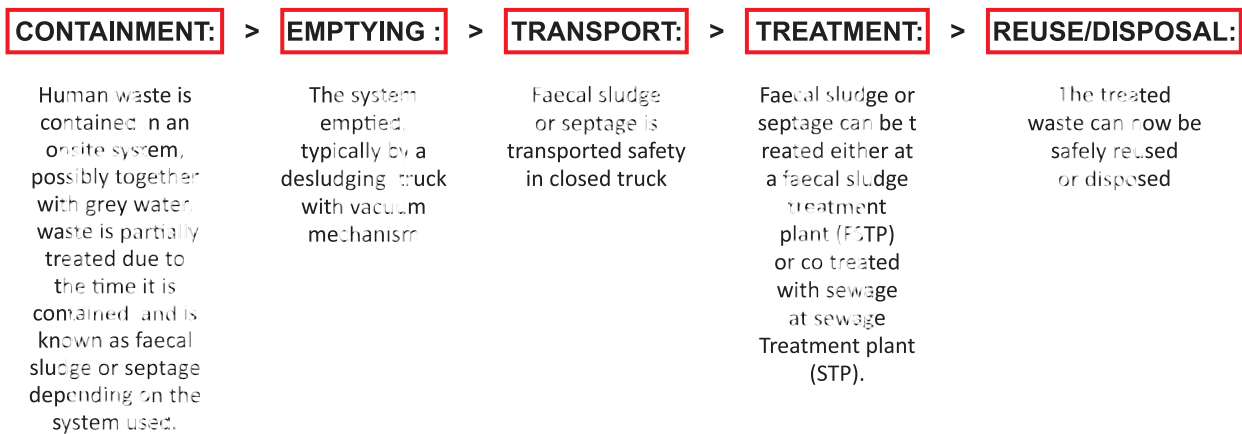 CONTAINMENT: > EMPTYING : > TRANSPORT: > TREATMENT: > REUSE/DISPOSAL:
Human waste is
contained in an
onsite system,
possibly together
with grey water.
waste is partially
treated due to
the time it is
contained and is
known as faecal
sludge or septage
depending on the
system used.
The system
emptied,
typically by a
desludging truck
with vacuum
mechanism
Faecal sludge
or septage is
transported safety
in closed truck
Faecal sludge or
septage can be t
reated either at
a faecal sludge
treatment
plant (FSTP)
or co treated
with sewage
at sewage
Treatment plant
(STP).
The treated
waste can now be
safely reused
or disposed